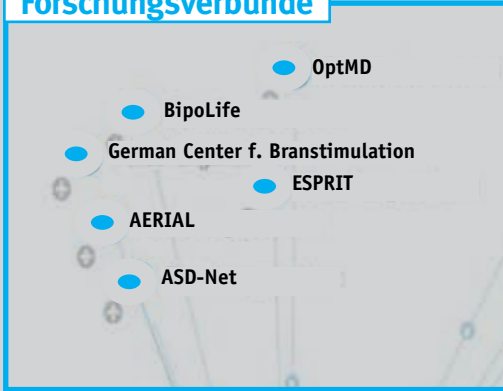 Forschungsverbünde
OptMD
BipoLife
German Center f. Branstimulation
ESPRIT
AERIAL
ASD-Net